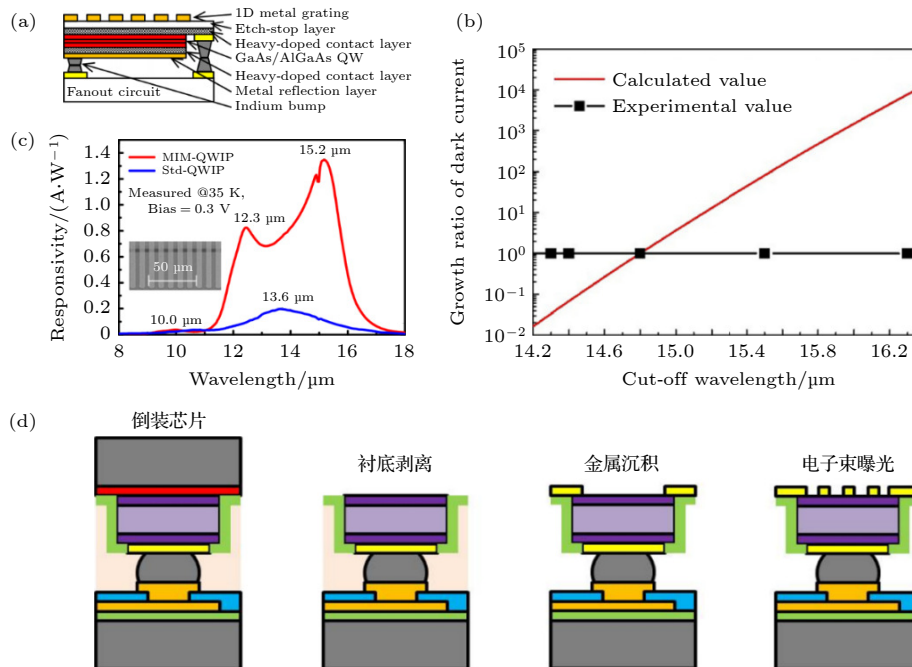 (a)
1D metal grating
Etch-stop layer
Heavy-doped contact layer
GaAs/AlGaAs QW
Heavy-doped contact layer
Metal reflection layer
Indium bump
Fanout circuit
(b)
10⁵
10⁴
10³
10²
10¹
10⁰
10⁻¹
10⁻²
Growth ratio of dark current
Calculated value
Experimental value
14.2
14.6
15.0
15.4
15.8
16.2
Cut-off wavelength/µm
(c)
1.4
1.2
1.0
0.8
0.6
0.4
0.2
0
Responsivity/(A·W⁻¹)
MIM-QWIP
Std-QWIP
Measured @35 K,
Bias = 0.3 V
15.2 µm
12.3 µm
50 µm
13.6 µm
10.0 µm
8
10
12
14
16
18
Wavelength/µm
(d)
倒装芯片
衬底剥离
金属沉积
电子束曝光